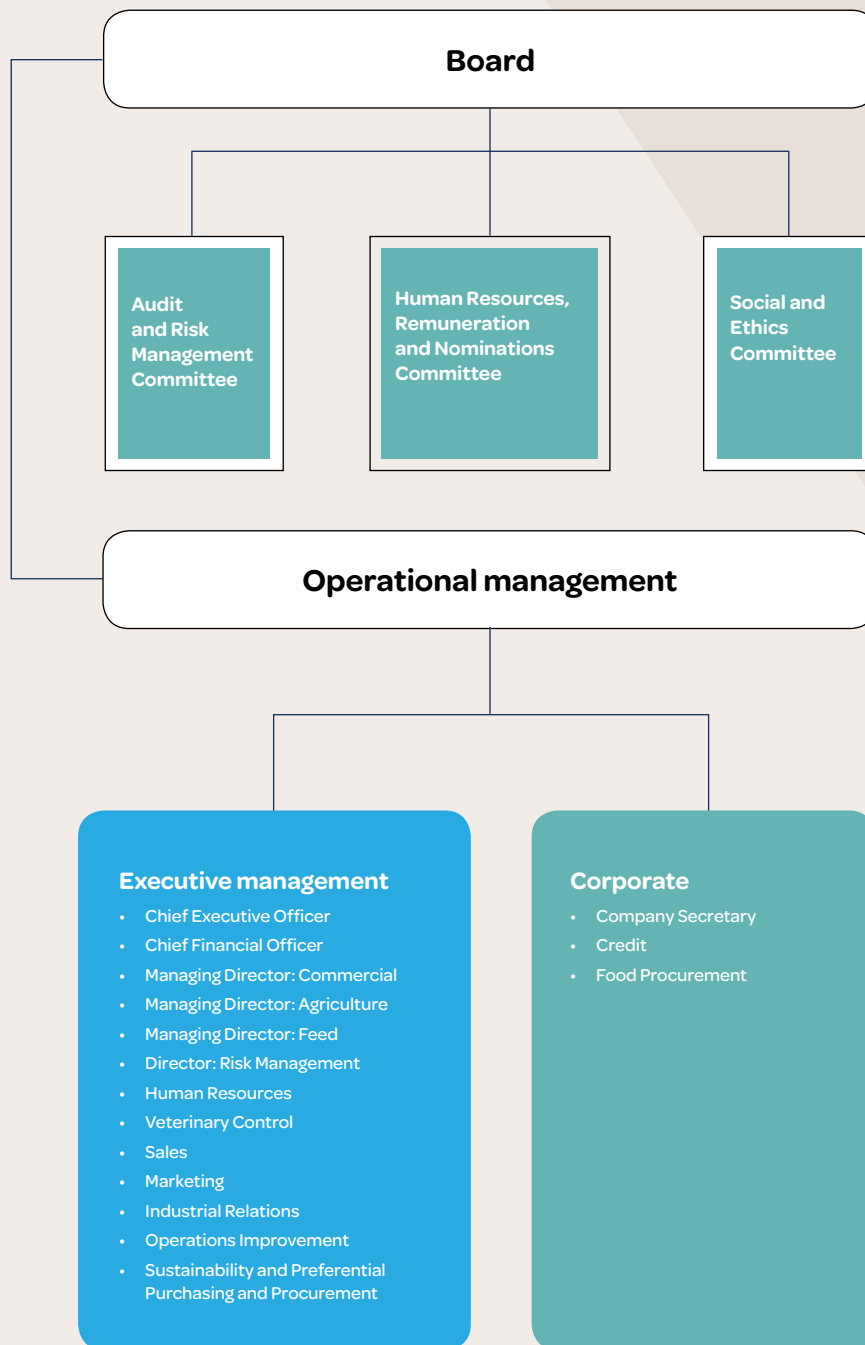 Board
Audit
and Risk
Management
Committee
Human Resources,
Remuneration
and Nominations
Committee
Social and
Ethics
Committee
Operational management
Executive management
• Chief Executive Officer
• Chief Financial Officer
• Managing Director: Commercial
• Managing Director: Agriculture
• Managing Director: Feed
• Director: Risk Management
• Human Resources
• Veterinary Control
• Sales
• Marketing
• Industrial Relations
• Operations Improvement
• Sustainability and Preferential
Purchasing and Procurement
Corporate
• Company Secretary
• Credit
• Food Procurement